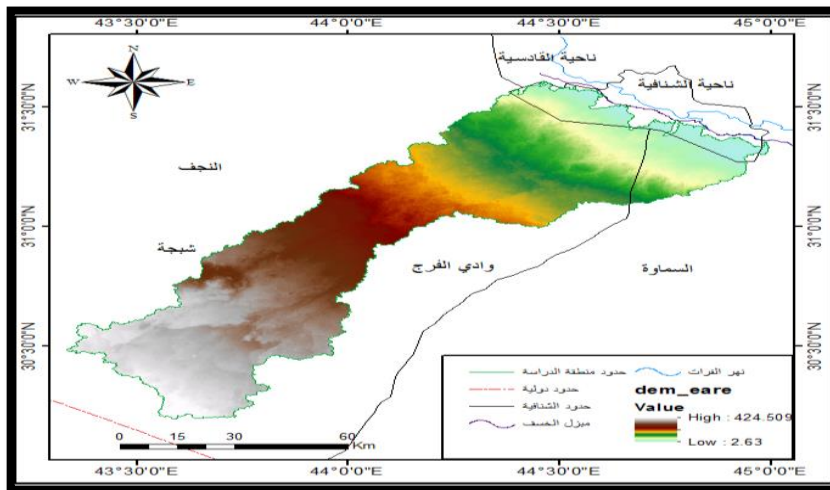 43°30'0"E 44°0'0"E 44°30'0"E 45°0'0"E
N
W E
S
ناحية القادسية
ناحية الشنافية
31°30'0"N
31°30'0"N
النجف
31°0'0"N
31°0'0"N
شبجة
وادي الفرج
السماوة
30°30'0"N
30°30'0"N
حدود منطقة الدراسة
حدود دولية
حدود الشنافية
مبزل الخسف
نهر الفرات
dem_eare
Value
High : 424.509
Low : 2.63
0 15 30 60
Km
43°30'0"E 44°0'0"E 44°30'0"E 45°0'0"E